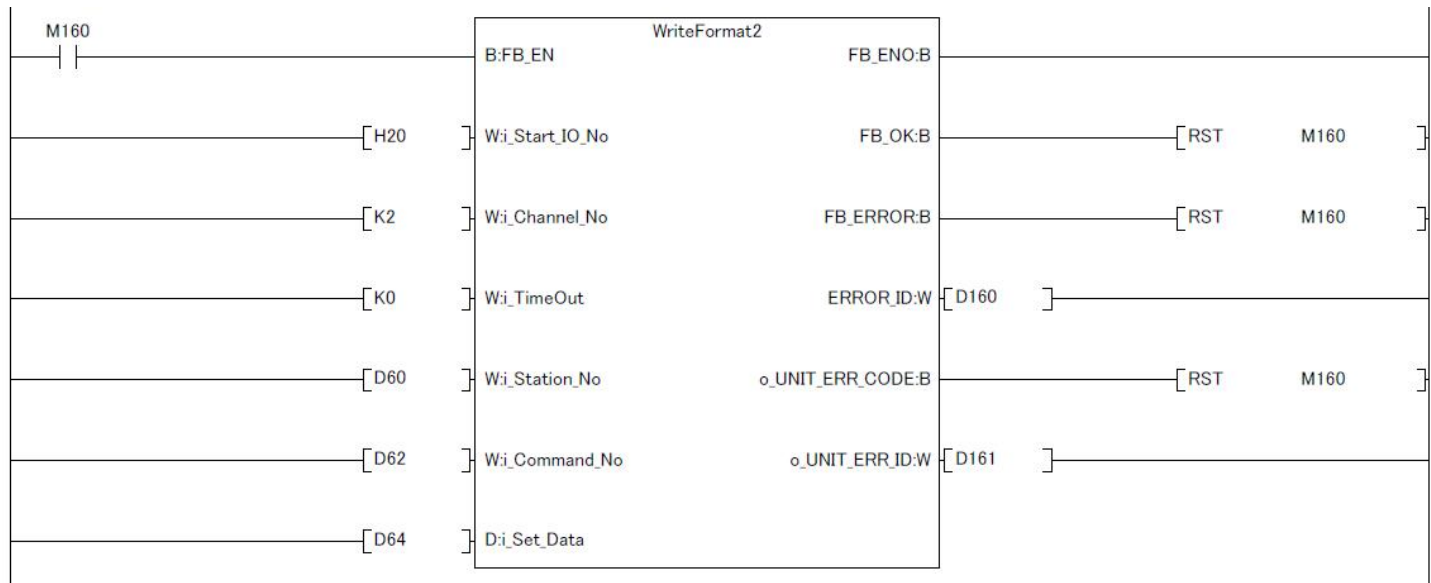 M160
WriteFormat2
B:FB_EN FB_ENO:B
H20 W:i_Start_IO_No FB_OK:B RST M160
K2 W:i_Channel_No FB_ERROR:B RST M160
K0 W:i_TimeOut ERROR_ID:W D160
D60 W:i_Station_No o_UNIT_ERR_CODE:B RST M160
D62 W:i_Command_No o_UNIT_ERR_ID:W D161
D64 D:i_Set_Data